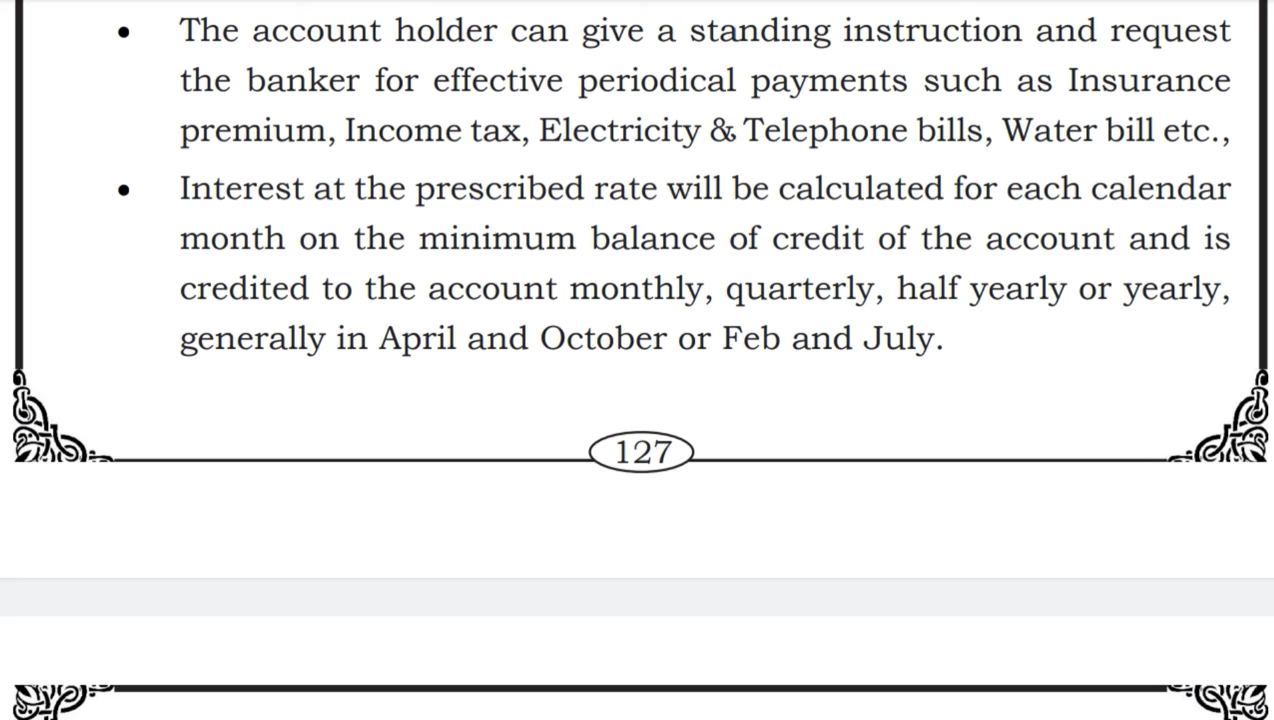 • The account holder can give a standing instruction and request
the banker for effective periodical payments such as Insurance
premium, Income tax, Electricity & Telephone bills, Water bill etc.,
• Interest at the prescribed rate will be calculated for each calendar
month on the minimum balance of credit of the account and is
credited to the account monthly, quarterly, half yearly or yearly,
generally in April and October or Feb and July.
127